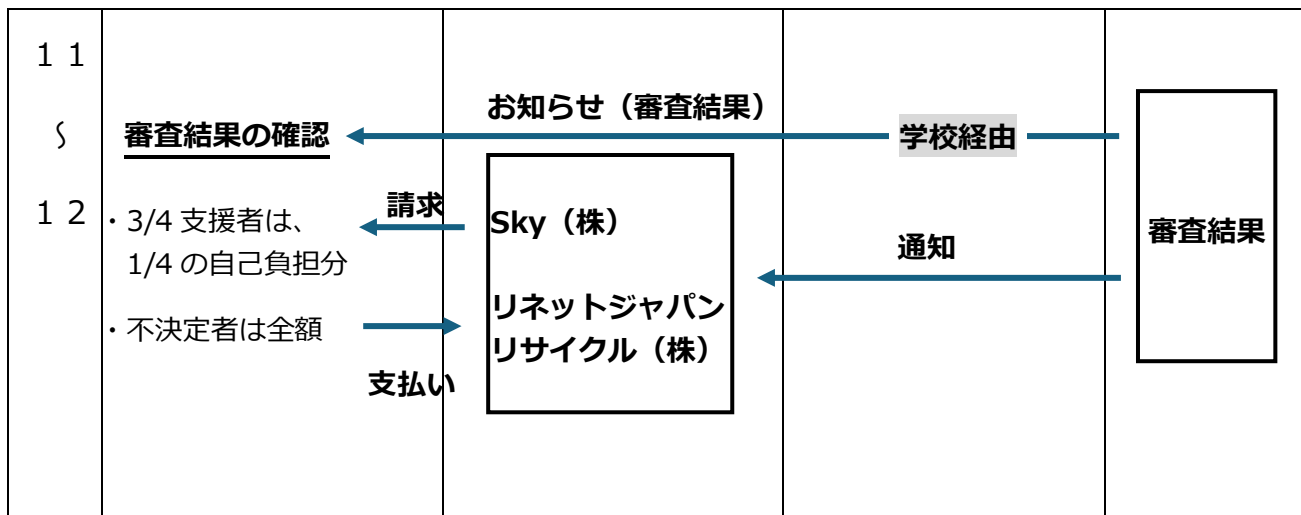 １１
～
１２
審査結果の確認
・3/4 支援者は、
1/4 の自己負担分
・不決定者は全額
お知らせ（審査結果）
請求
支払い
Sky（株）
リネットジャパン
リサイクル（株）
学校経由
通知
審査結果